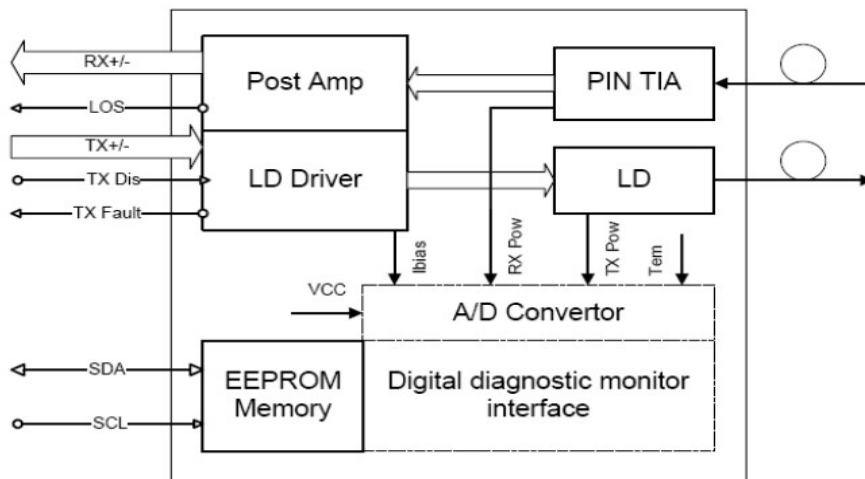 RX+/-
Post Amp
PIN TIA
LOS
TX+/-
TX Dis
LD Driver
LD
TX Fault
Ibias
RX Pow
TX Pow
Tem
VCC
A/D Convertor
SDA
EEPROM
Memory
Digital diagnostic monitor
interface
SCL